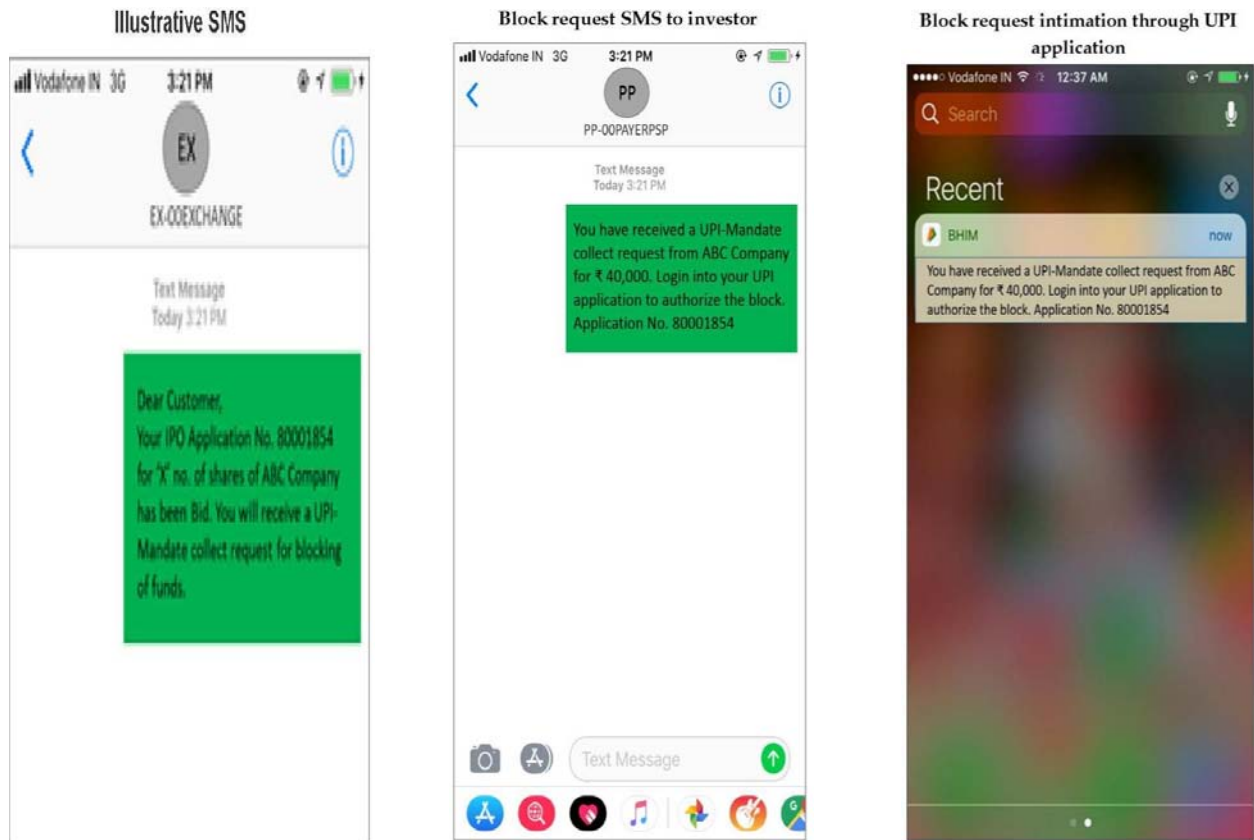 Illustrative SMS
Vodafone IN 3G 3:21 PM
EX
EX-00EXCHANGE
Text Message
Today 3:21 PM
Dear Customer,
Your IPO Application No. 80001854
for "X" no. of shares of ABC Company
has been Bid. You will receive a UPI-
Mandate collect request for blocking
of funds.
Block request SMS to investor
Vodafone IN 3G 3:21 PM
PP
PP-00PAYERPSP
Text Message
Today 3:21 PM
You have received a UPI-Mandate
collect request from ABC Company
for ₹ 40,000. Login into your UPI
application to authorize the block.
Application No. 80001854
Text Message
Block request intimation through UPI
application
Vodafone IN 12:37 AM
Search
Recent
BHIM now
You have received a UPI-Mandate collect request from ABC
Company for ₹ 40,000. Login into your UPI application to
authorize the block. Application No. 80001854